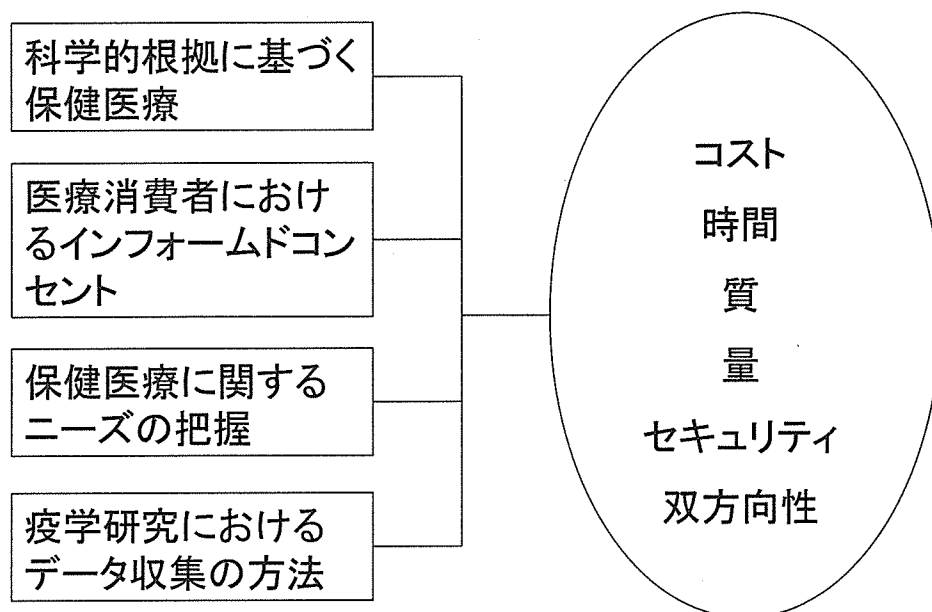 科学的根拠に基づく
保健医療
医療消費者におけ
るインフォームドコン
セント
保健医療に関する
ニーズの把握
疫学研究における
データ収集の方法
コスト
時間
質
量
セキュリティ
双方向性